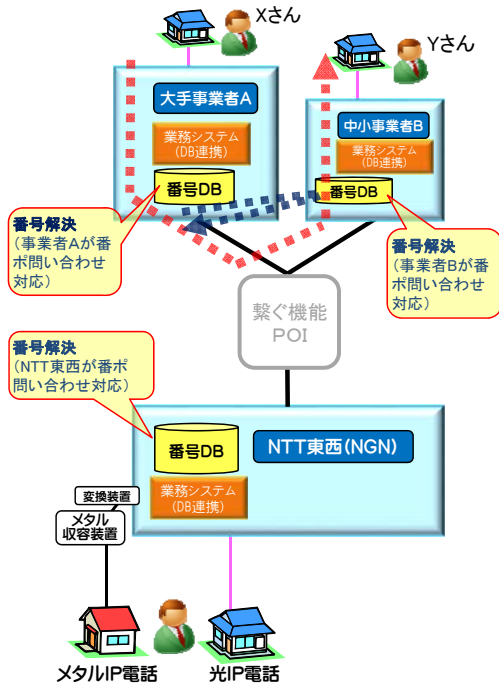 Xさん
Yさん
大手事業者A
中小事業者B
業務システム
(DB連携)
業務システム
(DB連携)
番号DB
番号DB
番号解決
(事業者Aが番
ポ問い合わせ
対応)
番号解決
(事業者Bが番
ポ問い合わせ
対応)
繋ぐ機能
POI
番号解決
(NTT東西が番ポ
問い合わせ対応)
番号DB
NTT東西(NGN)
業務システム
(DB連携)
変換装置
メタル
収容装置
メタルIP電話
光IP電話